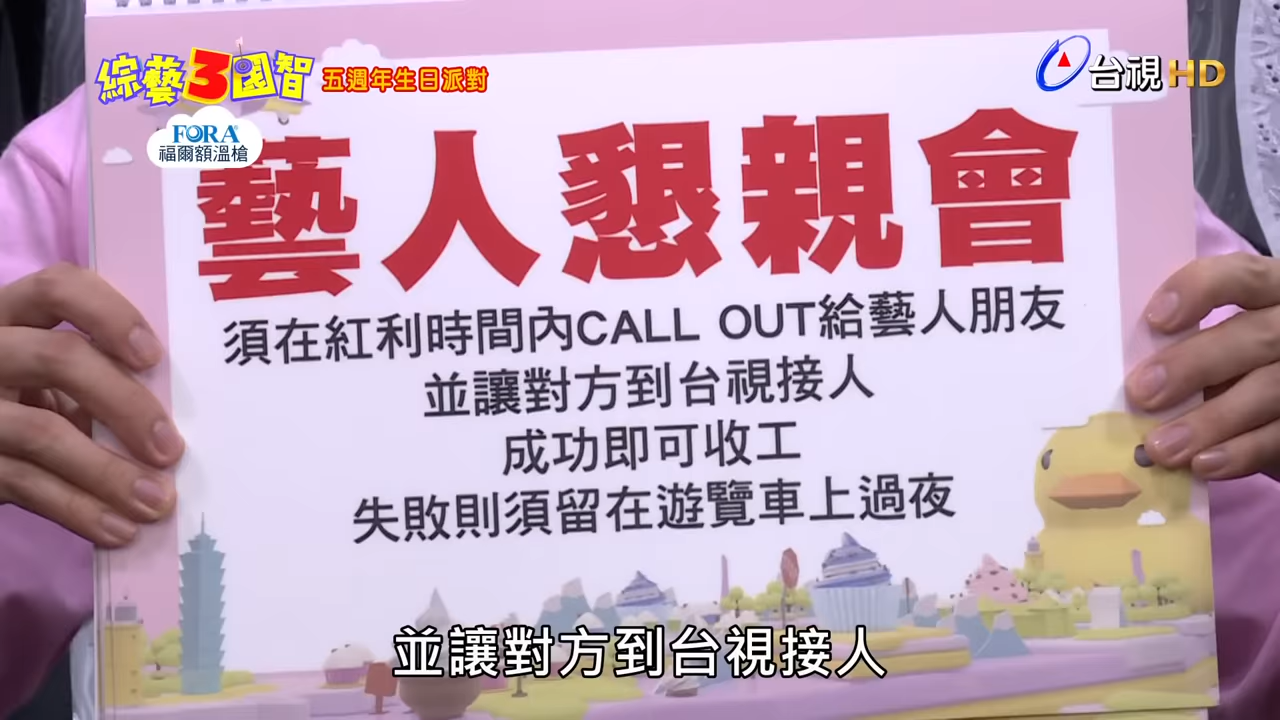 綜藝3國智 五週年生日派對
台視HD
FORA
福爾額溫槍
藝人懇親會
須在紅利時間內CALL OUT給藝人朋友
並讓對方到台視接人
成功即可收工
失敗則須留在遊覽車上過夜
並讓對方到台視接人